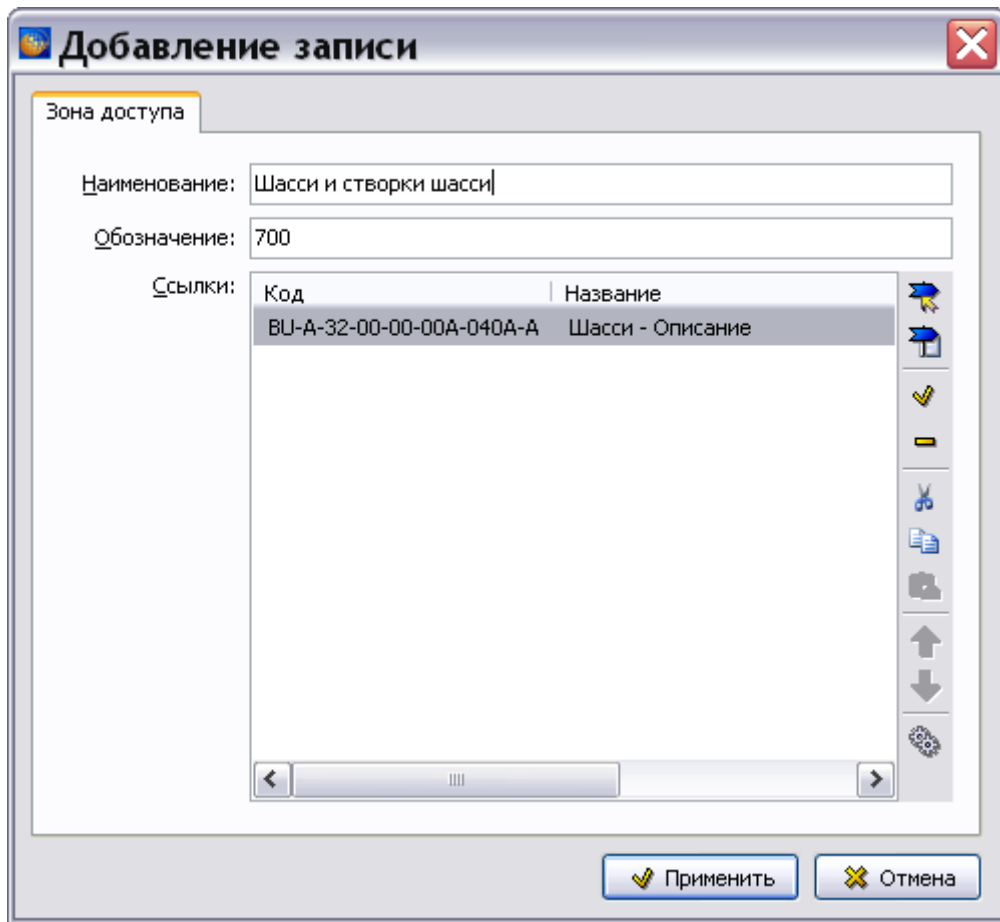 Добавление записи
Зона доступа
Наименование: Шасси и створки шасси
Обозначение: 700
Ссылки: Код Название
BU-A-32-00-00-00A-040A-A Шасси - Описание
Применить Отмена